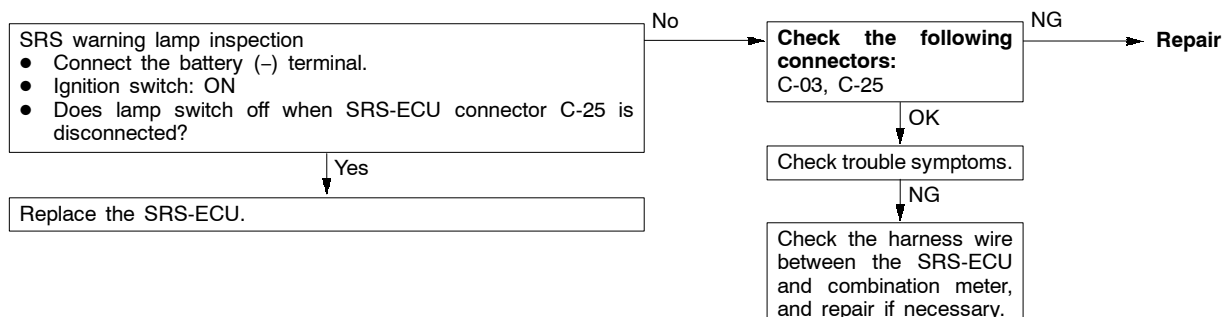 SRS warning lamp inspection
● Connect the battery (–) terminal.
● Ignition switch: ON
● Does lamp switch off when SRS-ECU connector C-25 is
disconnected?
No
Check the following
connectors:
C-03, C-25
NG
Repair
OK
Check trouble symptoms.
Yes
NG
Replace the SRS-ECU.
Check the harness wire
between the SRS-ECU
and combination meter,
and repair if necessary.